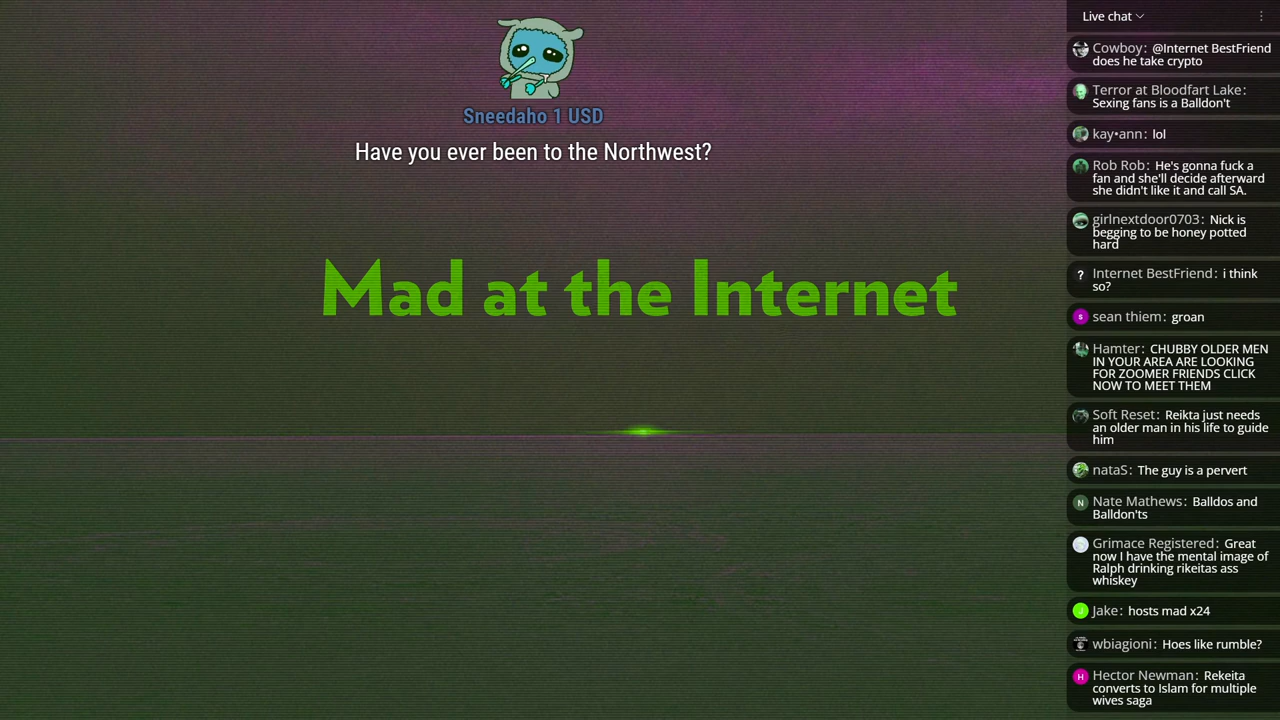 Sneedaho 1 USD
Have you ever been to the Northwest?
Mad at the Internet
Live chat
Cowboy: @Internet BestFriend
does he take crypto
Terror at Bloodfart Lake:
Sexing fans is a Balldon't
kay•ann: lol
Rob Rob: He's gonna fuck a
fan and she'll decide afterward
she didn't like it and call SA.
girlnextdoor0703: Nick is
begging to be honey potted
hard
?
Internet BestFriend: i think
so?
S
sean thiem: groan
Hamter: CHUBBY OLDER MEN
IN YOUR AREA ARE LOOKING
FOR ZOOMER FRIENDS CLICK
NOW TO MEET THEM
Soft Reset: Reikta just needs
an older man in his life to guide
him
nataS: The guy is a pervert
N
Nate Mathews: Balldos and
Balldon'ts
Grimace Registered: Great
now I have the mental image of
Ralph drinking rikeitas ass
whiskey
J
Jake: hosts mad x24
wbiagioni: Hoes like rumble?
H
Hector Newman: Rekeita
converts to Islam for multiple
wives saga